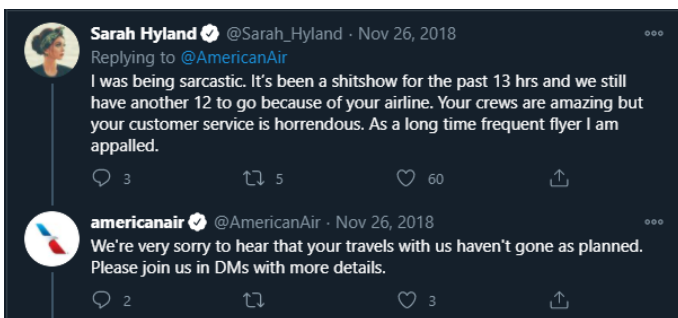 Sarah Hyland @Sarah_Hyland · Nov 26, 2018
Replying to @AmericanAir
I was being sarcastic. It's been a shitshow for the past 13 hrs and we still
have another 12 to go because of your airline. Your crews are amazing but
your customer service is horrendous. As a long time frequent flyer I am
appalled.
3 5 60
americanair @AmericanAir · Nov 26, 2018
We're very sorry to hear that your travels with us haven't gone as planned.
Please join us in DMs with more details.
2 3